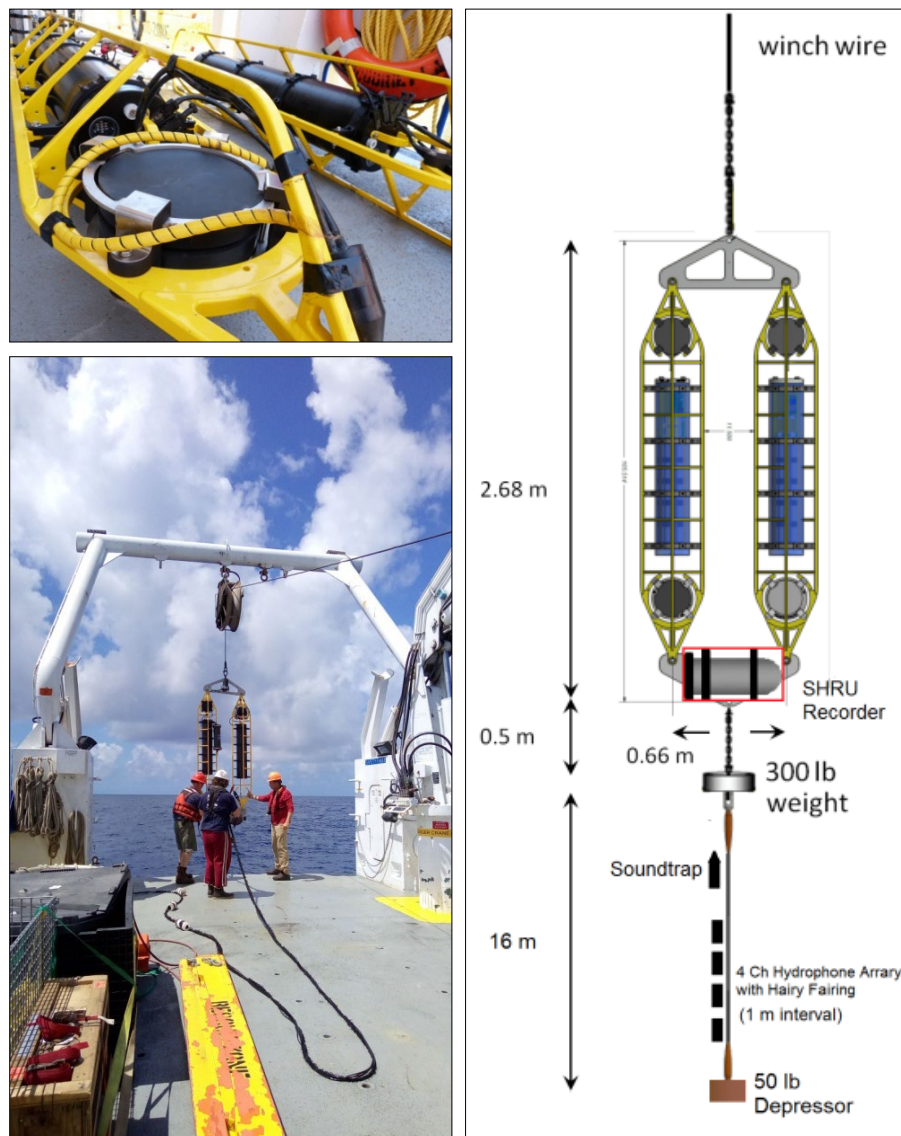 winch wire
2.68 m
SHRU
Recorder
0.5 m
0.66 m
300 lb
weight
Soundtrap
16 m
4 Ch Hydrophone Arrary
with Hairy Fairing
(1 m interval)
50 lb
Depressor